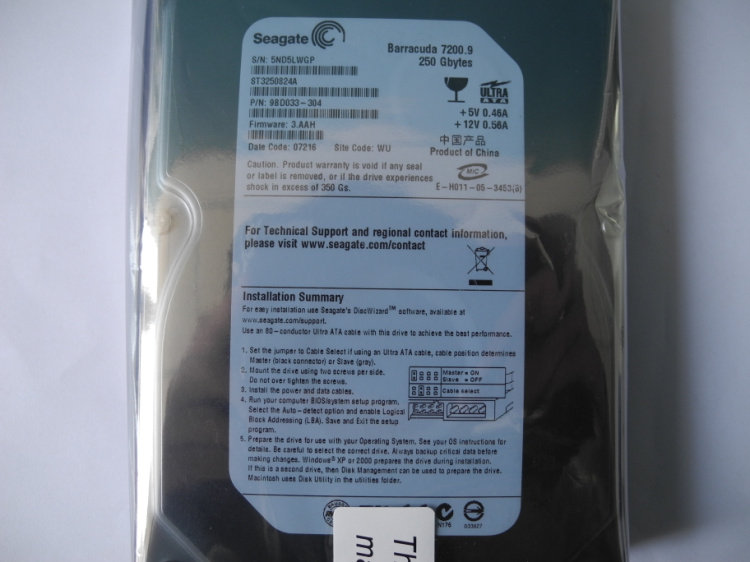 Seagate
Barracuda 7200.9
250 Gbytes
S/N: 5ND5LWGP
ST3250824A
P/N: 9BD033-304
Firmware: 3.AAH
Date Code: 07216 Site Code: WU
ULTRA
ATA
+5V 0.46A
+12V 0.56A
中国产品
Product of China
Caution: Product warranty is void if any seal
or label is removed, or if the drive experiences
shock in excess of 350 Gs.
MIC
E-H011-05-3453(B)
For Technical Support and regional contact information,
please visit www.seagate.com/contact
Installation Summary
For easy installation use Seagate's DiscWizard™ software, available at
www.seagate.com/support.
Use an 80-conductor Ultra ATA cable with this drive to achieve the best performance.
1. Set the jumper to Cable Select if using an Ultra ATA cable, cable position determines
Master (black connector) or Slave (gray).
2. Mount the drive using two screws per side.
Do not over tighten the screws.
3. Install the power and data cables.
4. Run your computer BIOS/system setup program.
Select the Auto-detect option and enable Logical
Block Addressing (LBA). Save and Exit the setup
program.
Master = ON
Slave = OFF
Cable select
5. Prepare the drive for use with your Operating System. See your OS instructions for
details. Be careful to select the correct drive. Always backup critical data before
making changes. Windows® XP or 2000 prepares the drive during installation.
If this is a second drive, then Disk Management can be used to prepare the drive.
Macintosh uses Disk Utility in the utilities folder.
N176
D33027
Th
ma